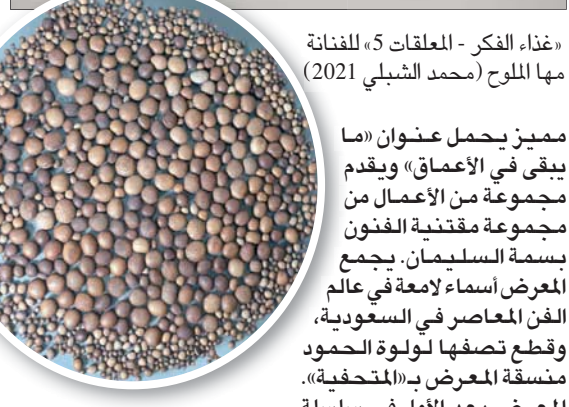 «غذاء الفكر - المعلقات 5» للفنانة
مها الملوح (محمد الشبلي 2021)
مميز يحمل عنوان «ما
يبقى في الأعماق» ويقدم
مجموعة من الأعمال من
مجموعة مقتنية الفنون
بسمة السليمان. يجمع
المعرض أسماء لامعة في عالم
الفن المعاصر في السعودية،
وقطع تصفها لولوة الحمود
منسقة المعرض بـ«المتحفية».